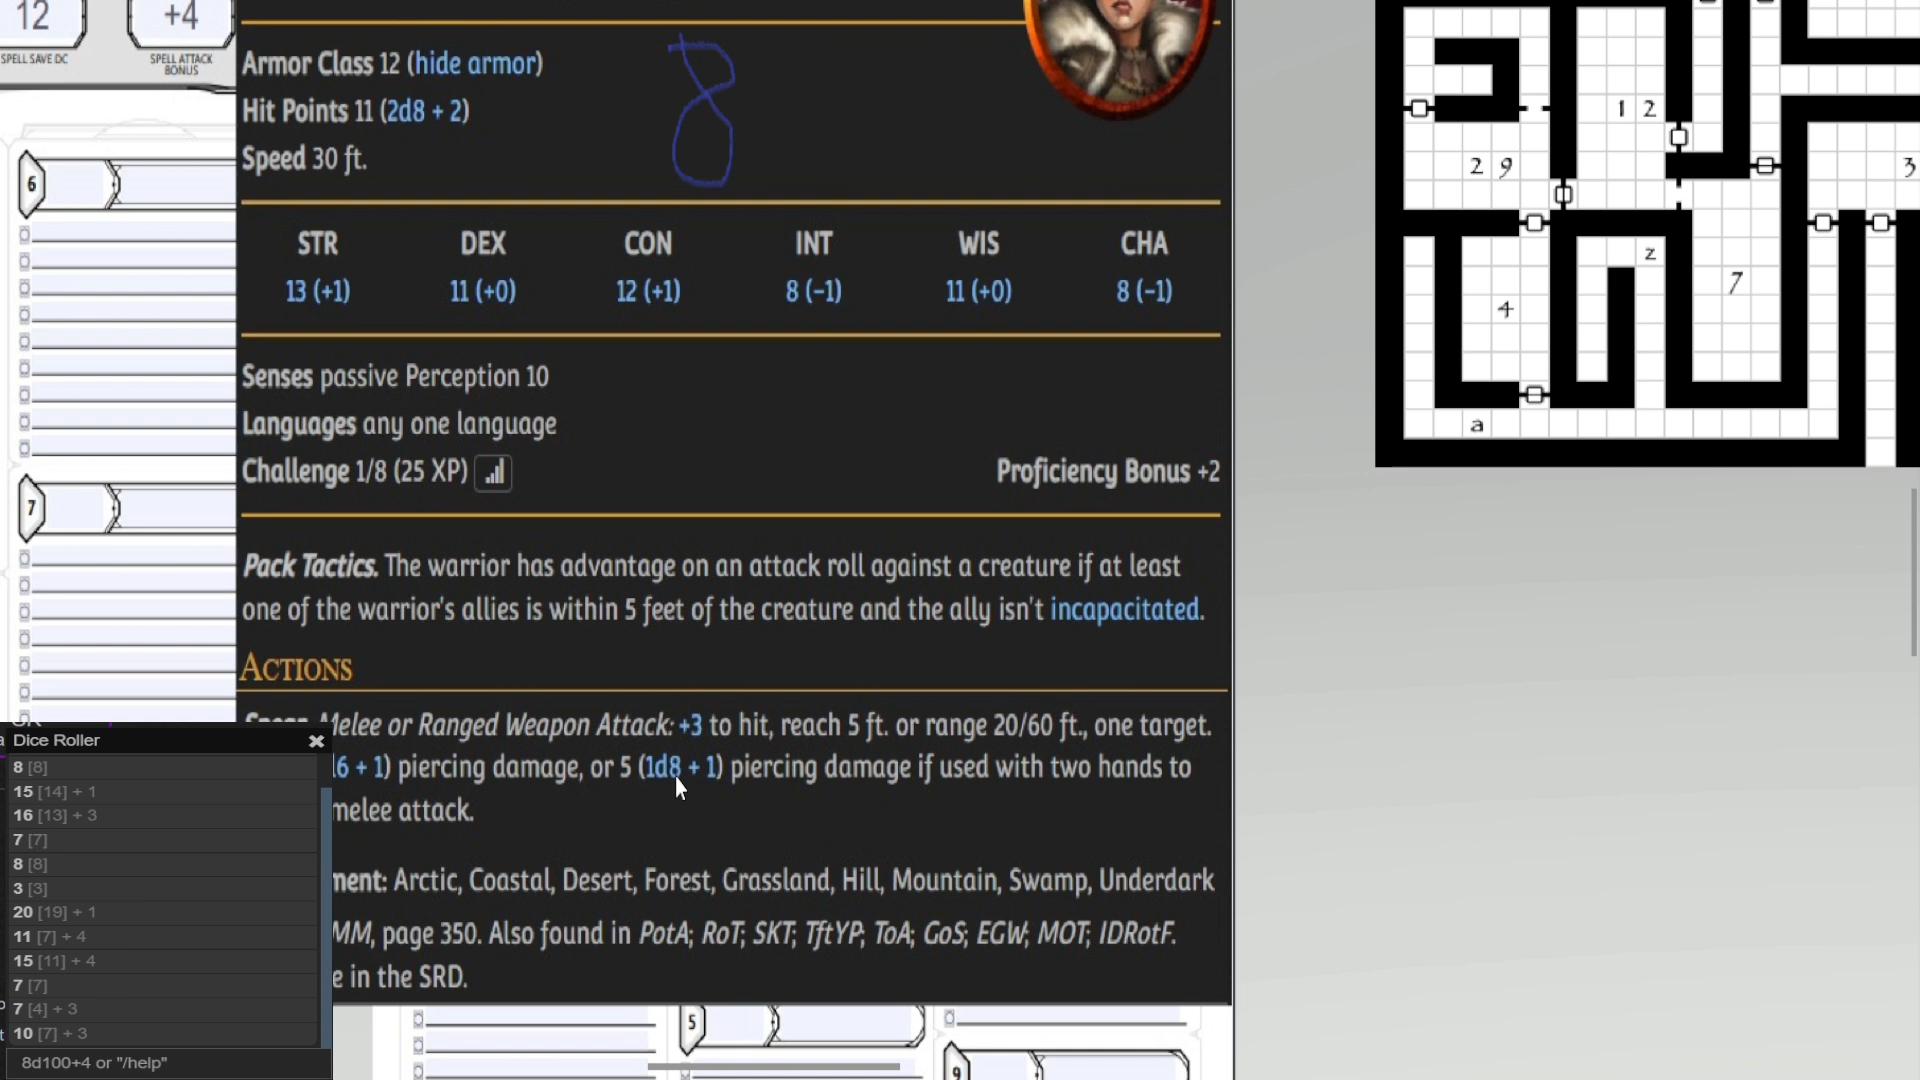 12
+4
SPELL SAVE DC
SPELL ATTACK
BONUS
6
7
Armor Class 12 (hide armor)
Hit Points 11 (2d8 + 2)
Speed 30 ft.
8
STR DEX CON INT WIS CHA
13 (+1) 11 (+0) 12 (+1) 8 (−1) 11 (+0) 8 (−1)
Senses passive Perception 10
Languages any one language
Challenge 1/8 (25 XP)
Proficiency Bonus +2
Pack Tactics. The warrior has advantage on an attack roll against a creature if at least
one of the warrior's allies is within 5 feet of the creature and the ally isn't incapacitated.
ACTIONS
Melee or Ranged Weapon Attack: +3 to hit, reach 5 ft. or range 20/60 ft., one target.
6 + 1) piercing damage, or 5 (1d8 + 1) piercing damage if used with two hands to
melee attack.
ment: Arctic, Coastal, Desert, Forest, Grassland, Hill, Mountain, Swamp, Underdark
MM, page 350. Also found in PotA; RoT; SKT; TftYP; ToA; GoS; EGW; MOT; IDRotF.
e in the SRD.
Dice Roller
8 [8]
15 [14] + 1
16 [13] + 3
7 [7]
8 [8]
3 [3]
20 [19] + 1
11 [7] + 4
15 [11] + 4
7 [7]
7 [4] + 3
10 [7] + 3
8d100+4 or "/help"
5
9
12
29
3
z
7
4
a